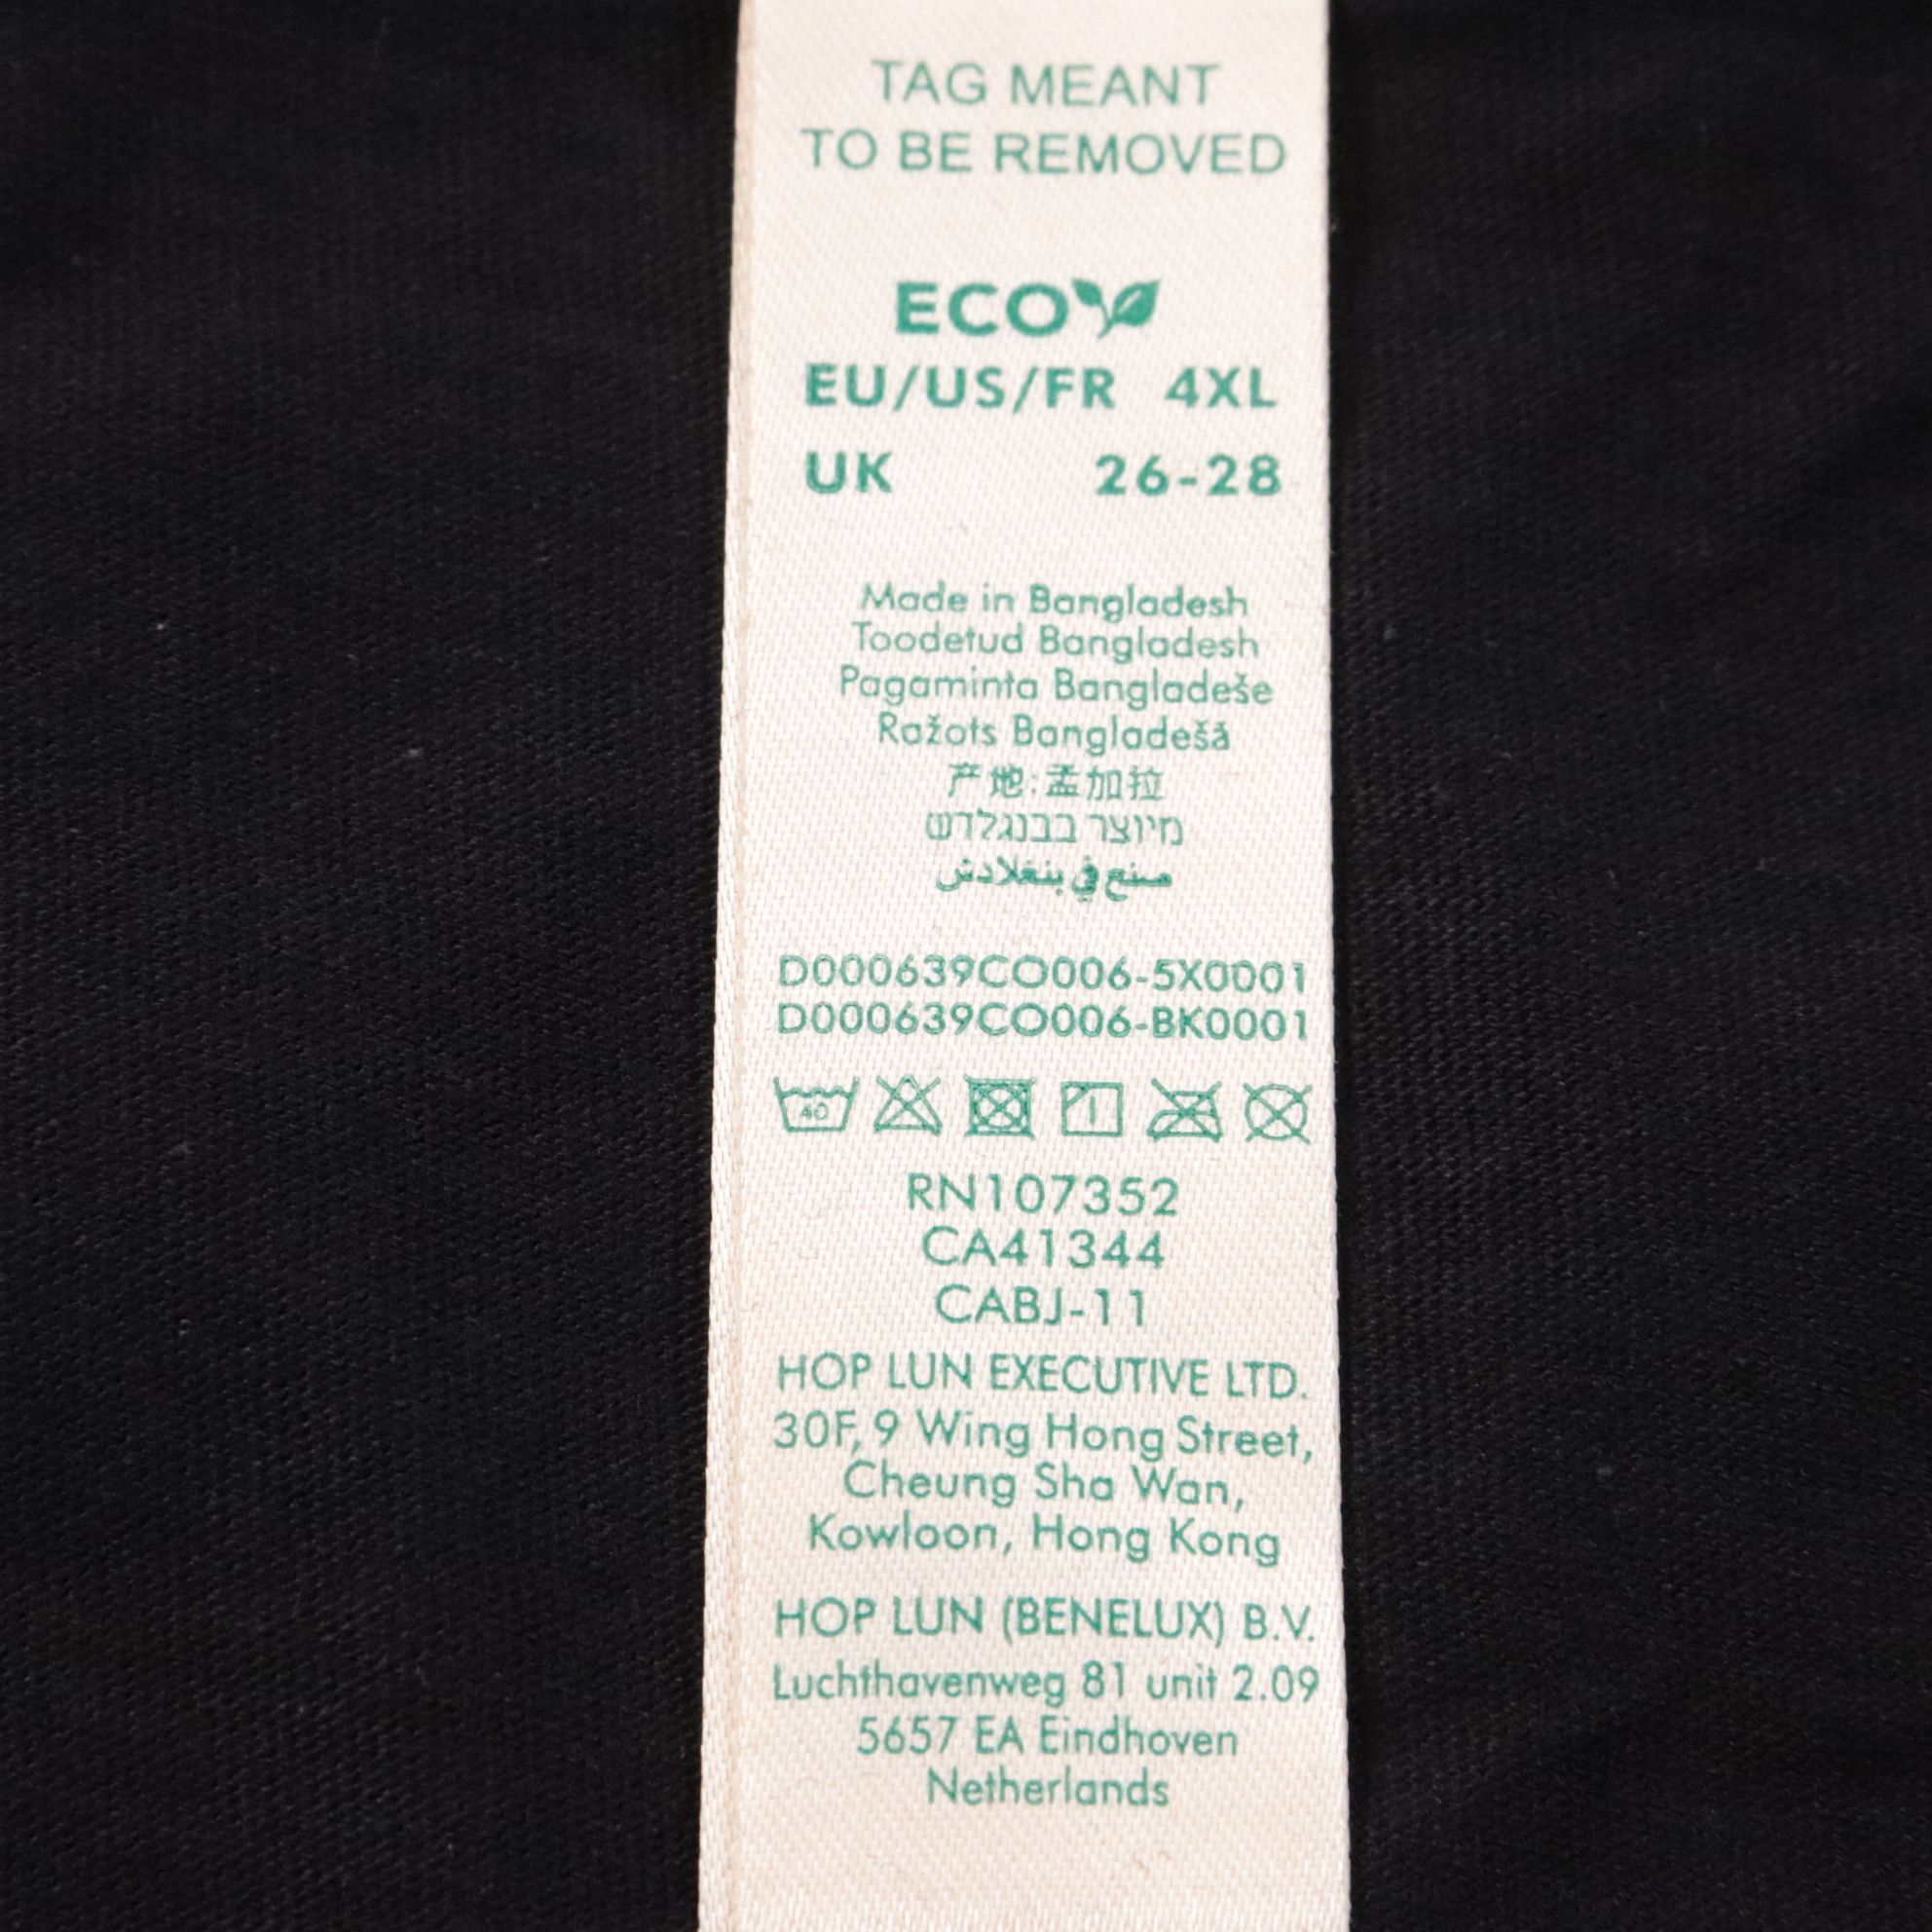 TAG MEANT
TO BE REMOVED
ECO
EU/US/FR 4XL
UK 26-28
Made in Bangladesh
Toodetud Bangladesh
Pagaminta Bangladeše
Ražots Bangladešā
产地:孟加拉
מיוצר בבנגלדש
صنع في بنغلادش
D000639CO006-5X0001
D000639CO006-BK0001
40
RN107352
CA41344
CABJ-11
HOP LUN EXECUTIVE LTD.
30F, 9 Wing Hong Street,
Cheung Sha Wan,
Kowloon, Hong Kong
HOP LUN (BENELUX) B.V.
Luchthavenweg 81 unit 2.09
5657 EA Eindhoven
Netherlands